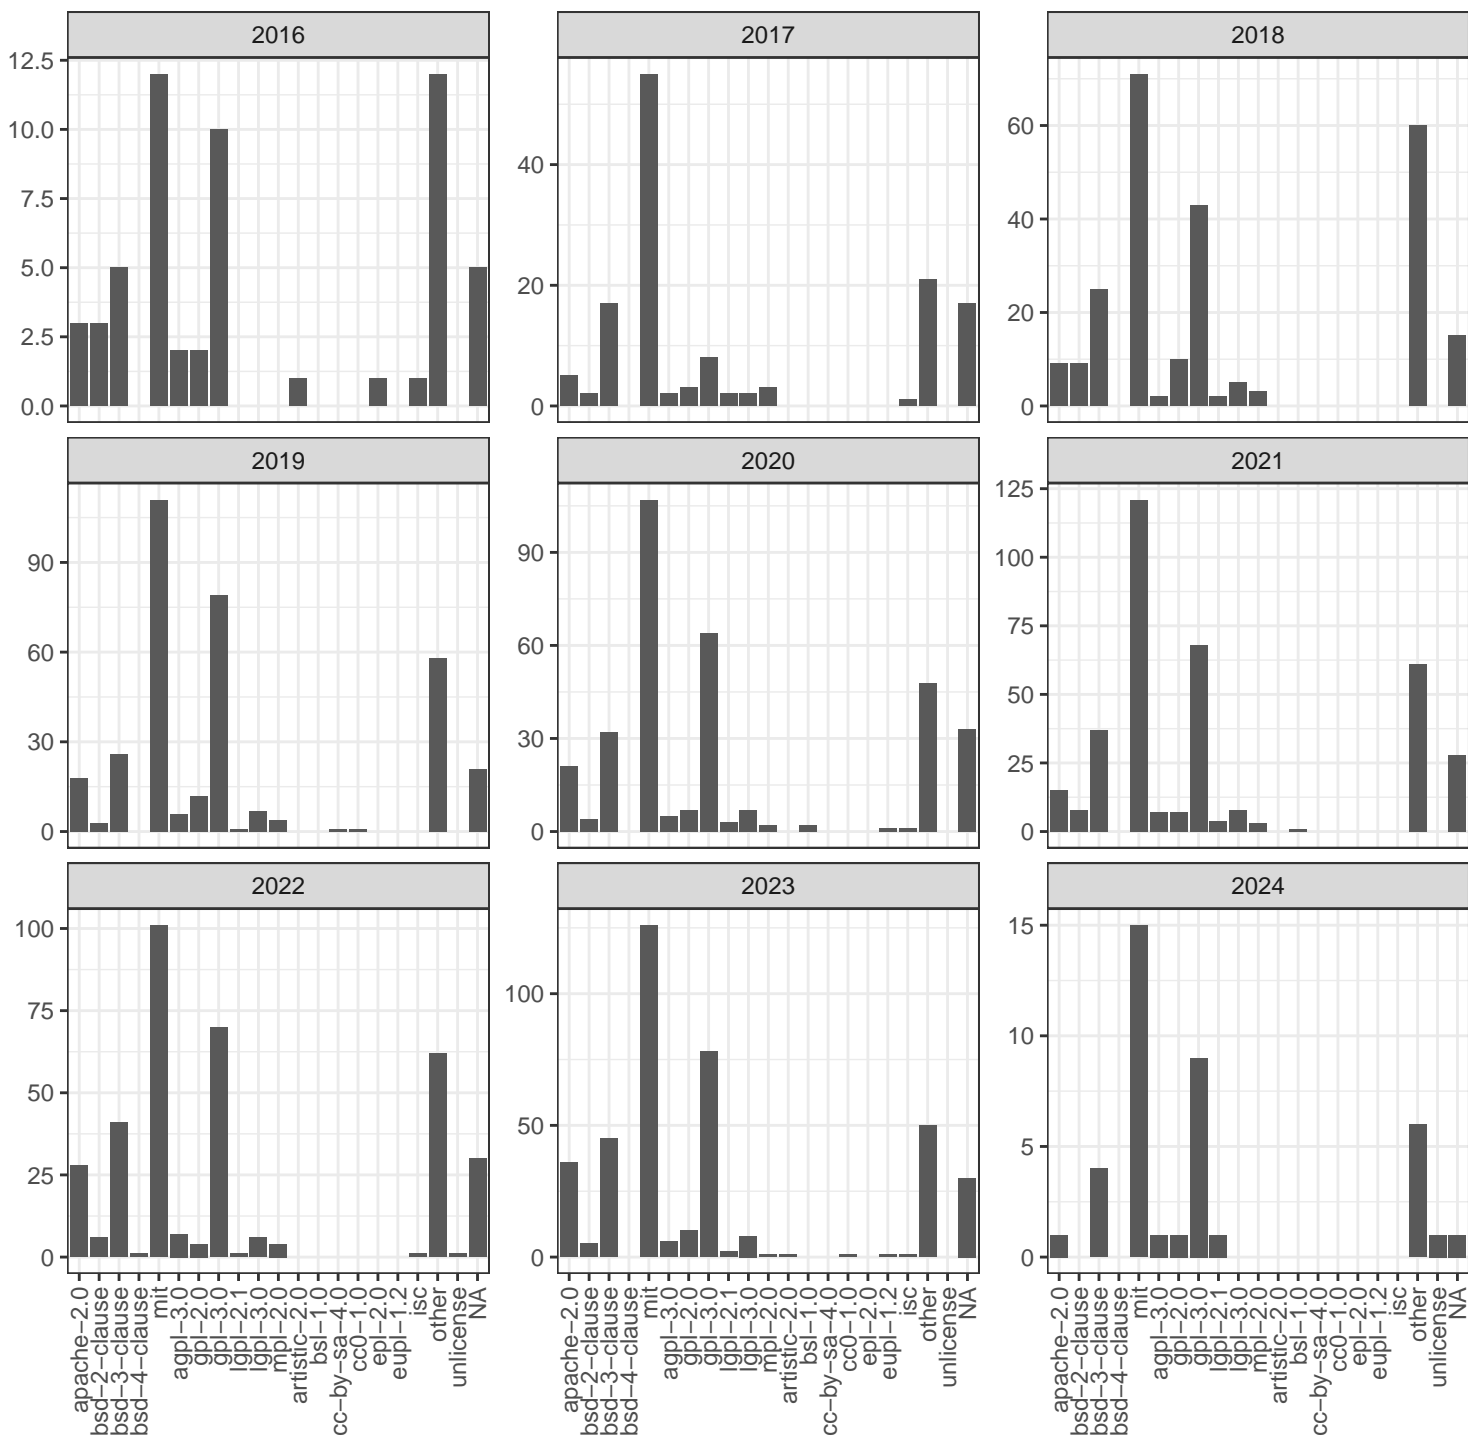 2016
2017
2018
12.5
10.0
7.5
5.0
2.5
0.0
40
20
0
60
40
20
0
2019
2020
2021
90
60
30
0
90
60
30
0
125
100
75
50
25
0
2022
2023
2024
100
75
50
25
0
100
50
0
15
10
5
0
apache−2.0
bsd−2−clause
bsd−3−clause
bsd−4−clause
mit
agpl−3.0
gpl−2.0
gpl−3.0
lgpl−2.1
lgpl−3.0
mpl−2.0
artistic−2.0
bsl−1.0
cc−by−sa−4.0
cc0−1.0
epl−2.0
eupl−1.2
isc
other
unlicense
NA
apache−2.0
bsd−2−clause
bsd−3−clause
bsd−4−clause
mit
agpl−3.0
gpl−2.0
gpl−3.0
lgpl−2.1
lgpl−3.0
mpl−2.0
artistic−2.0
bsl−1.0
cc−by−sa−4.0
cc0−1.0
epl−2.0
eupl−1.2
isc
other
unlicense
NA
apache−2.0
bsd−2−clause
bsd−3−clause
bsd−4−clause
mit
agpl−3.0
gpl−2.0
gpl−3.0
lgpl−2.1
lgpl−3.0
mpl−2.0
artistic−2.0
bsl−1.0
cc−by−sa−4.0
cc0−1.0
epl−2.0
eupl−1.2
isc
other
unlicense
NA